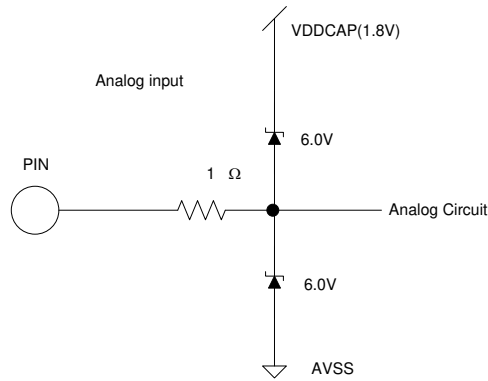 VDDCAP(1.8V)
Analog input
6.0V
PIN
1 Ω
Analog Circuit
6.0V
AVSS